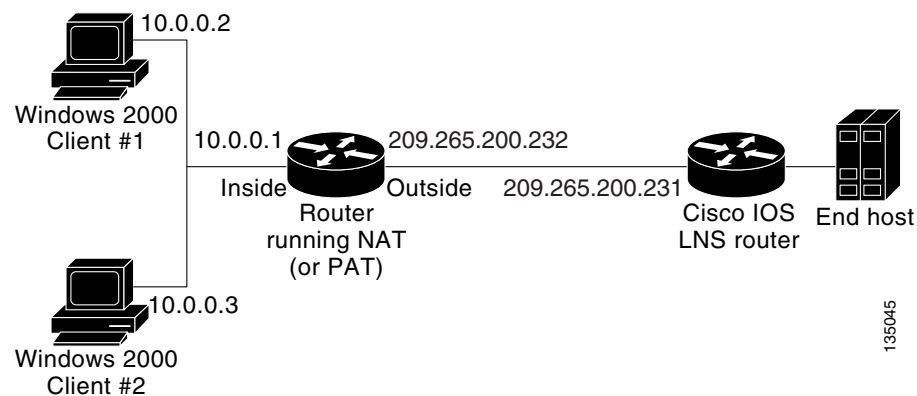 10.0.0.2
Windows 2000
Client #1
10.0.0.1
209.265.200.232
Inside
Outside
209.265.200.231
Router
running NAT
(or PAT)
Cisco IOS
LNS router
End host
10.0.0.3
Windows 2000
Client #2
135045